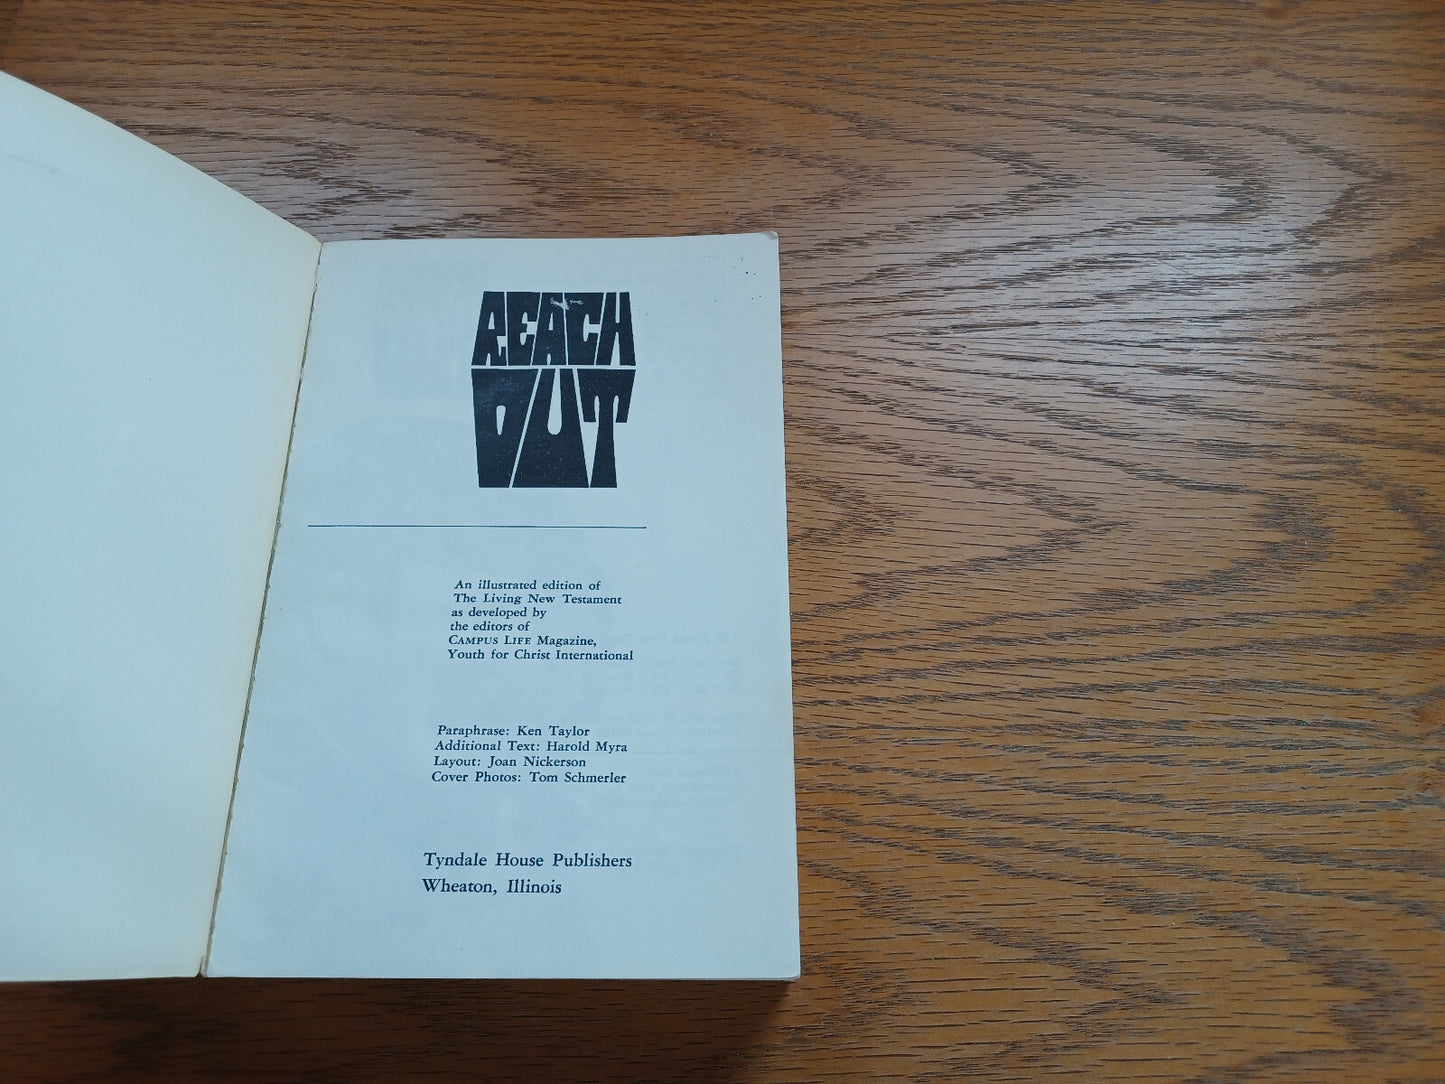 REACH
OUT
An illustrated edition of
The Living New Testament
as developed by
the editors of
CAMPUS LIFE Magazine,
Youth for Christ International
Paraphrase: Ken Taylor
Additional Text: Harold Myra
Layout: Joan Nickerson
Cover Photos: Tom Schmerler
Tyndale House Publishers
Wheaton, Illinois